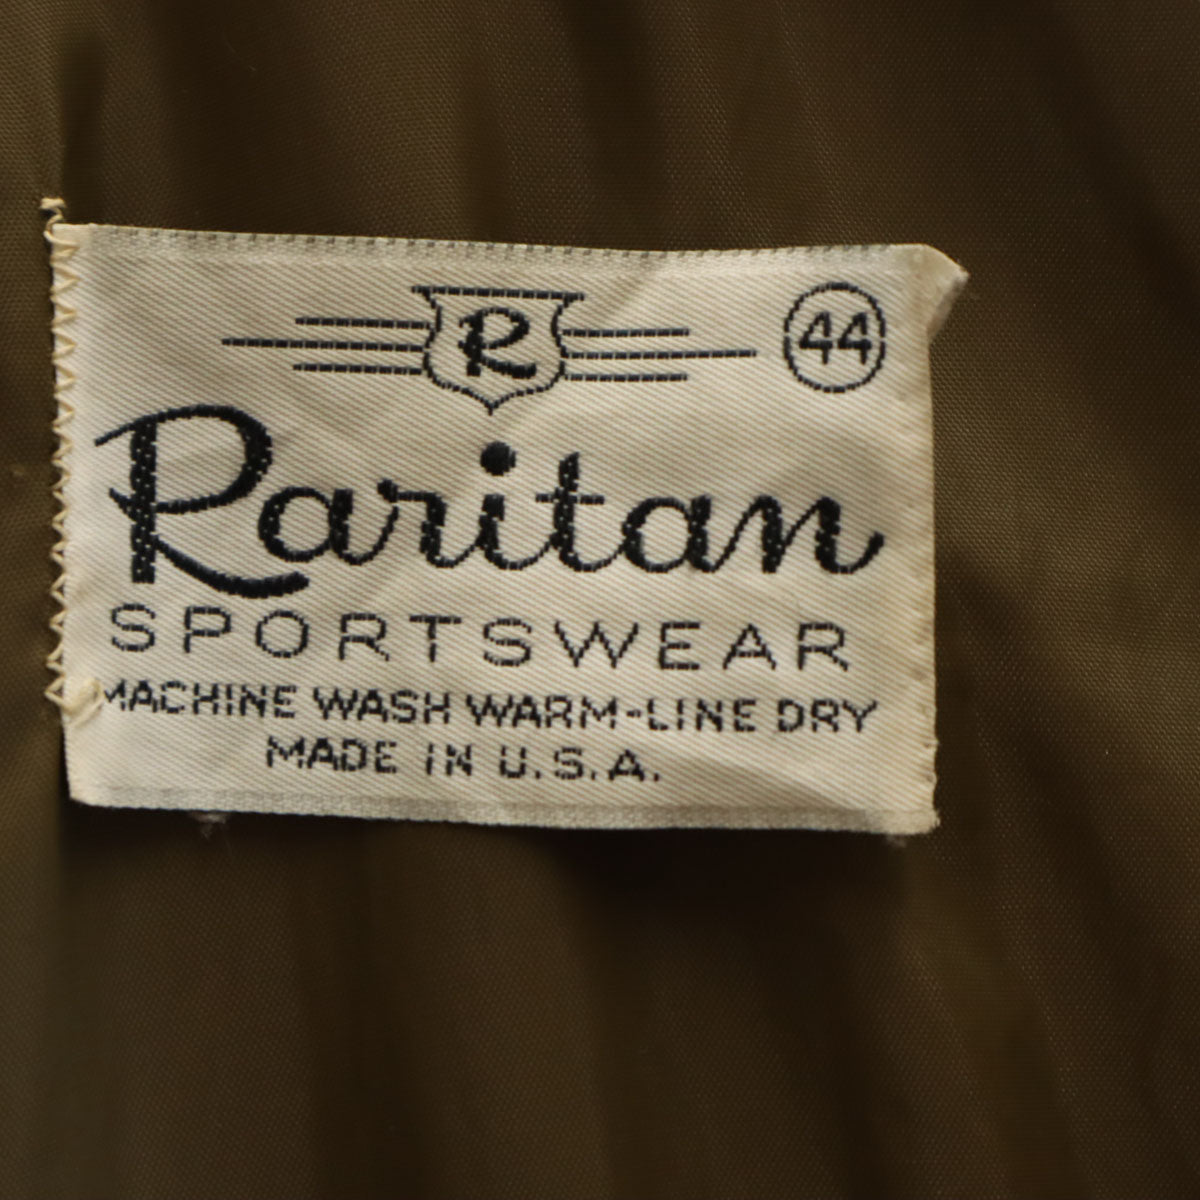 R
44
Raritan
SPORTSWEAR
MACHINE WASH WARM-LINE DRY
MADE IN U.S.A.